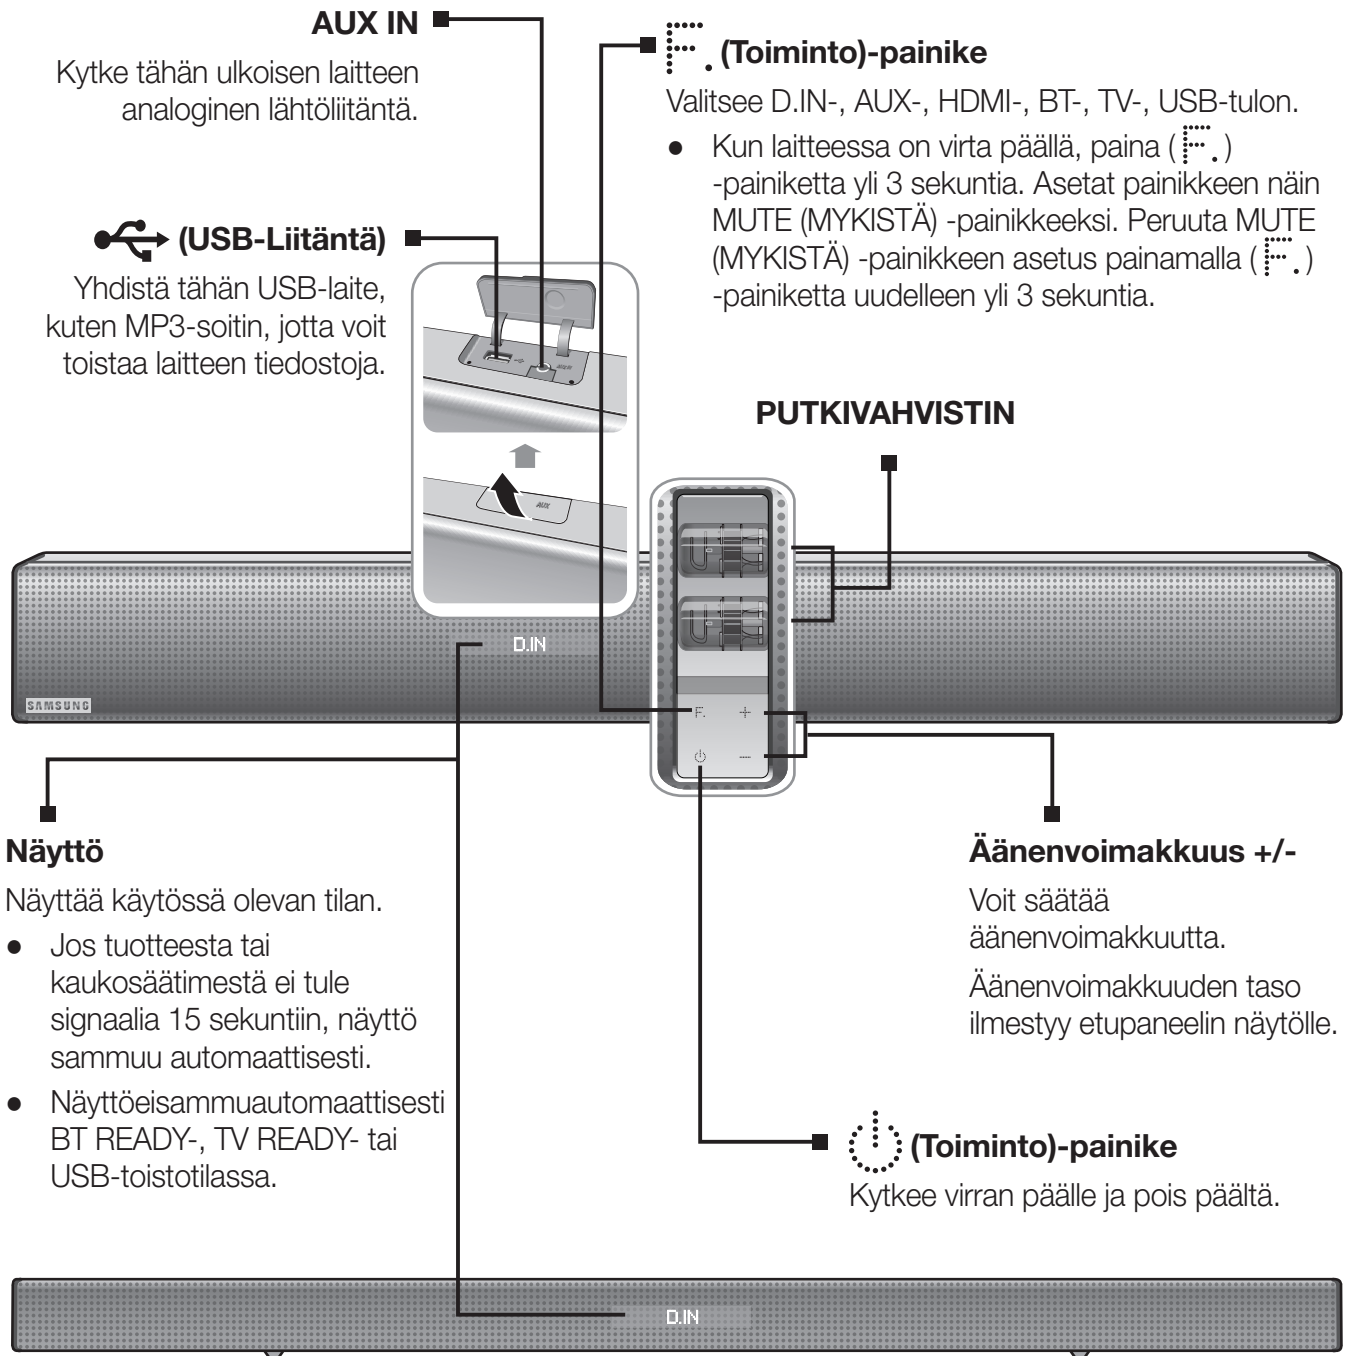 AUX IN
Kytke tähän ulkoisen laitteen
analoginen lähtöliitäntä.
(USB-Liitäntä)
Yhdistä tähän USB-laite,
kuten MP3-soitin, jotta voit
toistaa laitteen tiedostoja.
F. (Toiminto)-painike
Valitsee D.IN-, AUX-, HDMI-, BT-, TV-, USB-tulon.
● Kun laitteessa on virta päällä, paina ( F. )
-painiketta yli 3 sekuntia. Asetat painikkeen näin
MUTE (MYKISTÄ) -painikkeeksi. Peruuta MUTE
(MYKISTÄ) -painikkeen asetus painamalla ( F. )
-painiketta uudelleen yli 3 sekuntia.
PUTKIVAHVISTIN
AUX
AUX
D.IN
SAMSUNG
F. +
-
Näyttö
Näyttää käytössä olevan tilan.
● Jos tuotteesta tai
kaukosäätimestä ei tule
signaalia 15 sekuntiin, näyttö
sammuu automaattisesti.
● Näyttöeisammuautomaattisesti
BT READY-, TV READY- tai
USB-toistotilassa.
Äänenvoimakkuus +/-
Voit säätää
äänenvoimakkuutta.
Äänenvoimakkuuden taso
ilmestyy etupaneelin näytölle.
(Toiminto)-painike
Kytkee virran päälle ja pois päältä.
D.IN